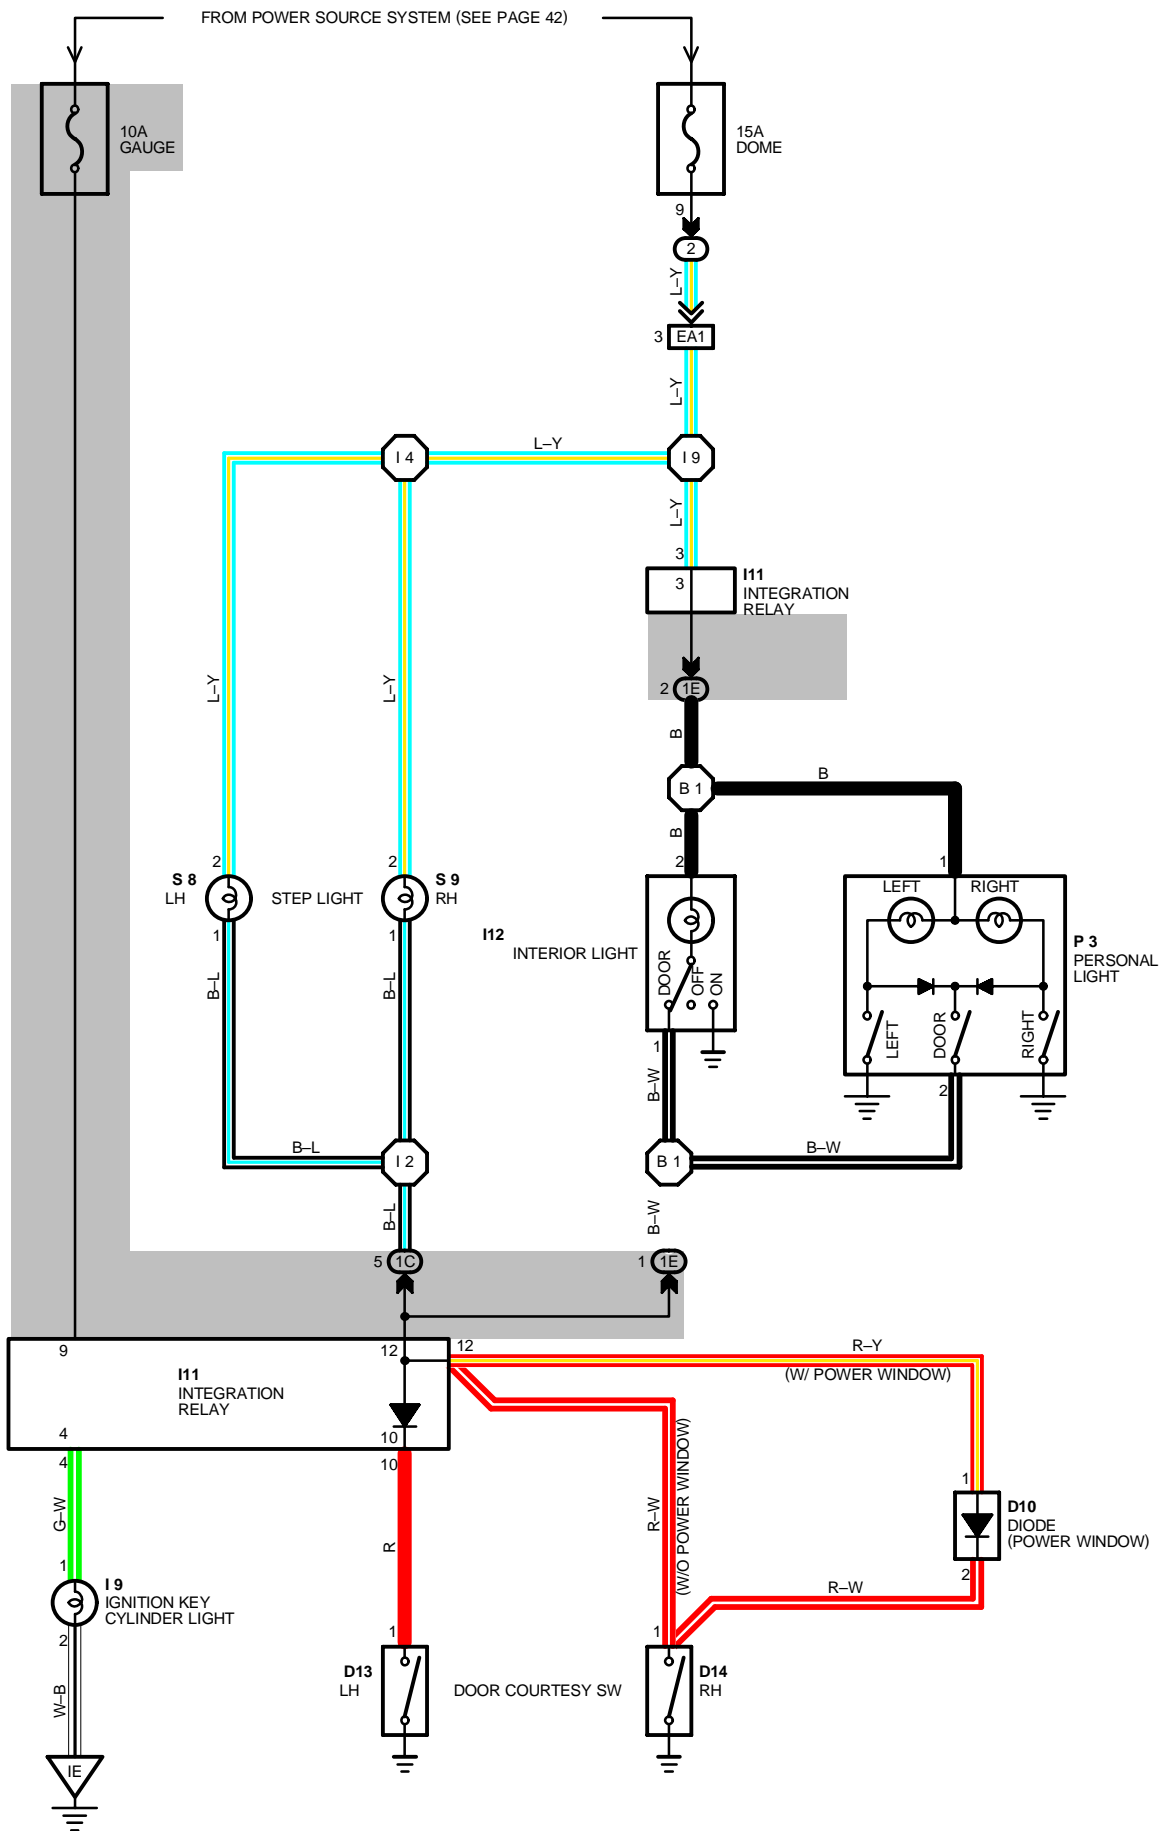 FROM POWER SOURCE SYSTEM (SEE PAGE 42)
10A
GAUGE
15A
DOME
9
2
L–Y
3
EA1
L–Y
I 4
L–Y
I 9
L–Y
3
3
I11
INTEGRATION
RELAY
L–Y
L–Y
2
1E
B
B 1
B
B
2
2
2
1
S 8
LH
STEP LIGHT
S 9
RH
I12
INTERIOR LIGHT
DOOR
OFF
ON
LEFT
RIGHT
P 3
PERSONAL
LIGHT
LEFT
DOOR
RIGHT
1
1
B–L
B–L
1
B–W
2
B–L
I 2
B 1
B–W
B–L
B–W
5
1C
1
1E
9
12
12
R–Y
(W/ POWER WINDOW)
I11
INTEGRATION
RELAY
4
10
4
10
G–W
R
R–W
(W/O POWER WINDOW)
1
D10
DIODE
(POWER WINDOW)
2
R–W
1
I 9
IGNITION KEY
CYLINDER LIGHT
2
W–B
1
D13
LH
DOOR COURTESY SW
1
D14
RH
IE